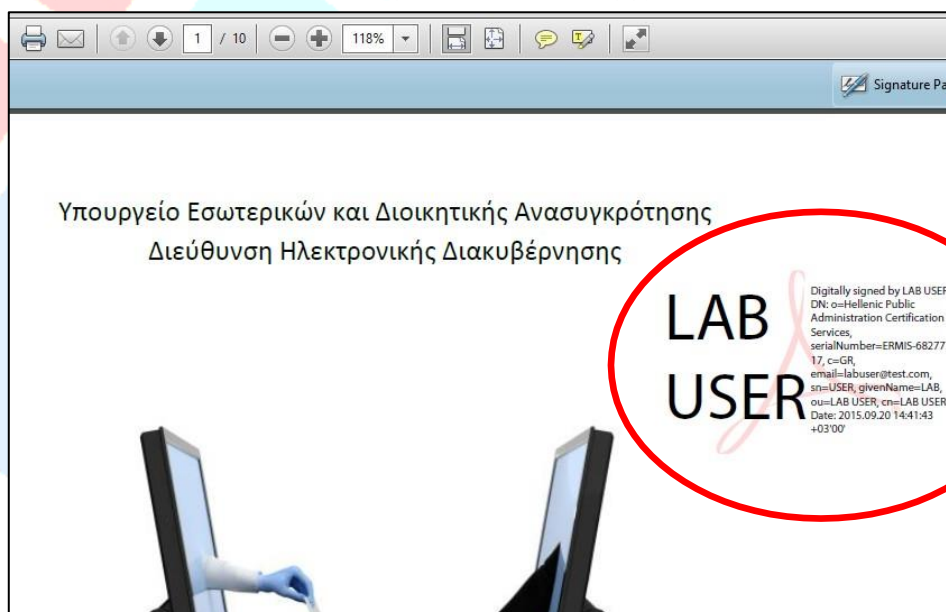 1 / 10
118%
Signature Pa
Υπουργείο Εσωτερικών και Διοικητικής Ανασυγκρότησης
Διεύθυνση Ηλεκτρονικής Διακυβέρνησης
LAB
USER
Digitally signed by LAB USER
DN: o=Hellenic Public
Administration Certification
Services,
serialNumber=ERMIS-68277
17, c=GR,
email=labuser@test.com,
sn=USER, givenName=LAB,
ou=LAB USER, cn=LAB USER
Date: 2015.09.20 14:41:43
+03'00'